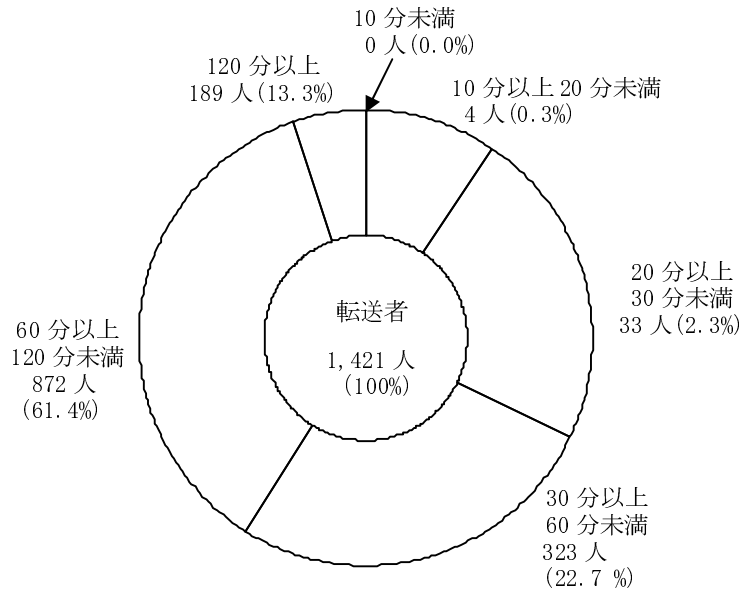 10 分未満
0 人(0.0%)
10 分以上 20 分未満
4 人(0.3%)
20 分以上
30 分未満
33 人(2.3%)
30 分以上
60 分未満
323 人
(22.7 %)
60 分以上
120 分未満
872 人
(61.4%)
120 分以上
189 人(13.3%)
転送者
1,421 人
(100%)